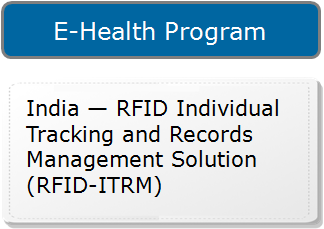 E-Health Program
India — RFID Individual
Tracking and Records
Management Solution
(RFID-ITRM)